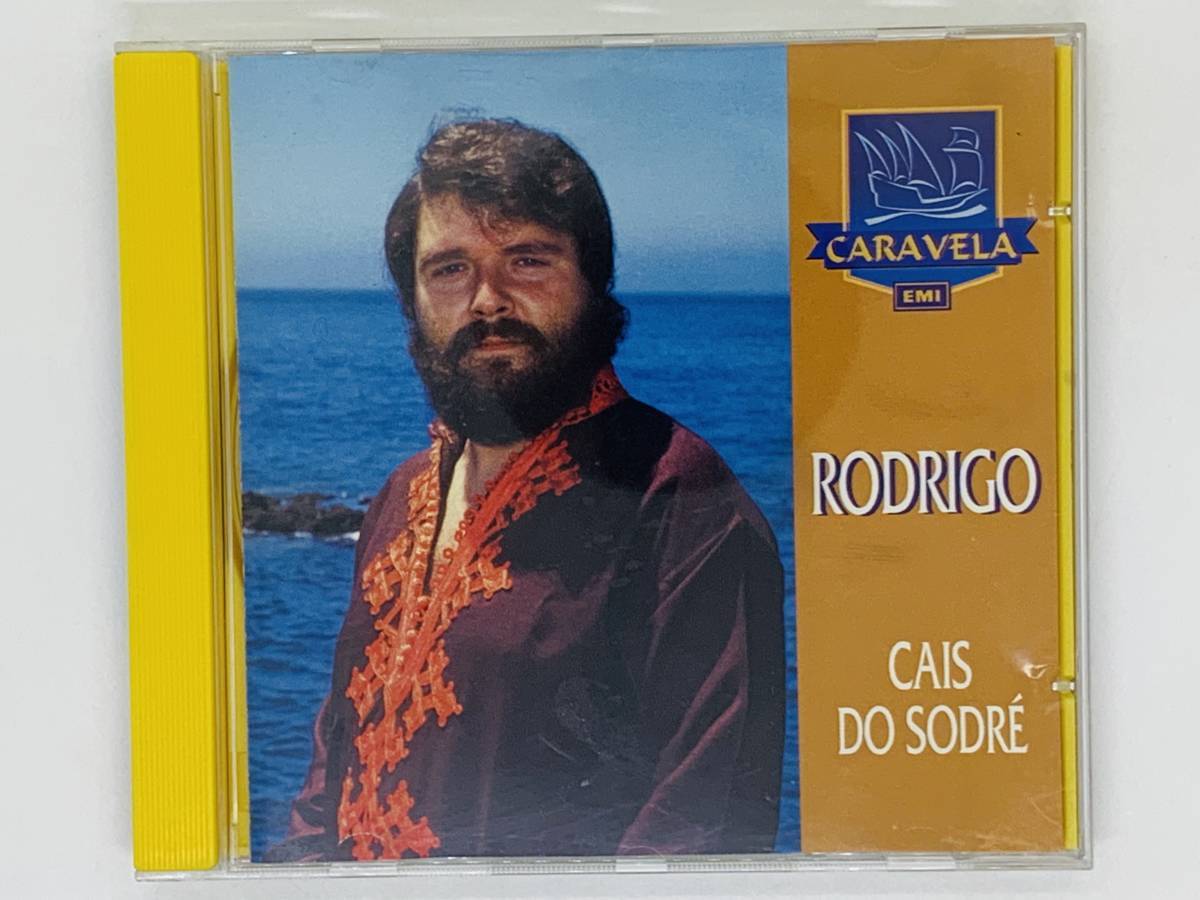 CARAVELA
EMI
RODRIGO
CAIS
DO SODRÉ